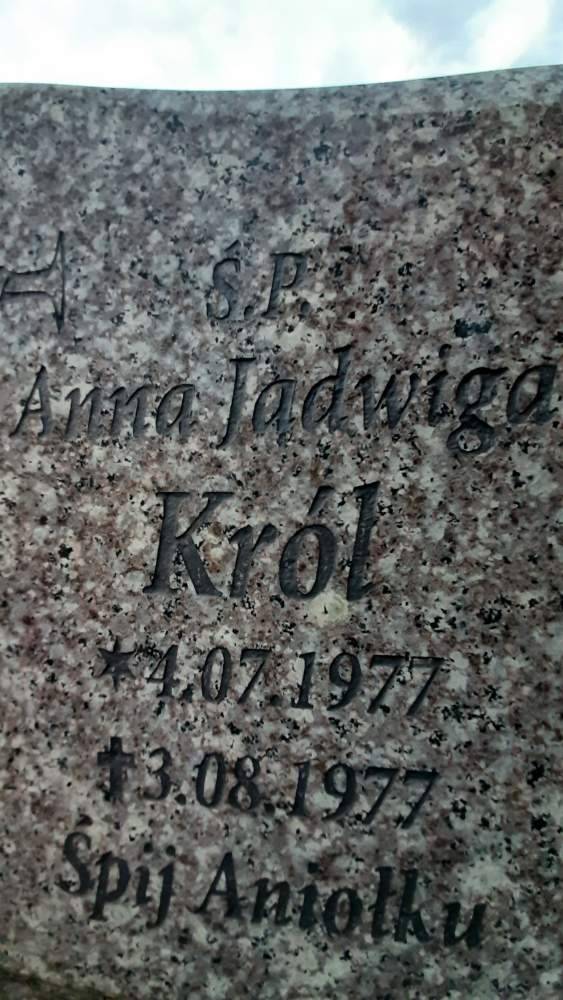 Ś.P.
Anna Jadwiga
Król
*4.07.1977
✝3.08.1977
Śpij Aniołku